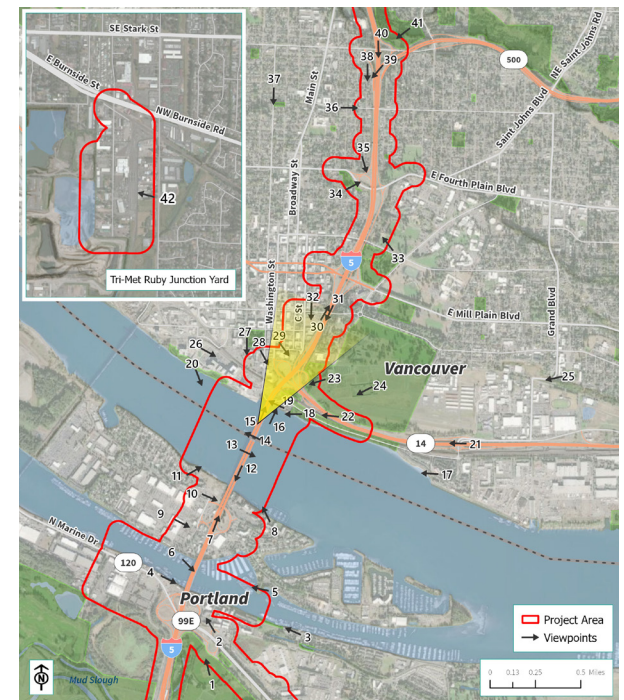 SE Stark St
E Burnside St
NW Burnside Rd
42
Tri-Met Ruby Junction Yard
41
40
38
39
500
NE Saint Johns Rd
37
Main St
36
Saint Johns Blvd
35
Broadway St
E Fourth Plain Blvd
34
33
5
Washington St
32
31
C St
E Mill Plain Blvd
Grand Blvd
30
27
29
28
26
20
Vancouver
23
24
25
19
18
22
15
16
14
14
21
13
12
11
17
10
9
7
8
N Marine Dr
6
120
4
5
Portland
99E
3
2
5
1
Mud Slough
N
Project Area
Viewpoints
0 0.13 0.25 0.5 Miles